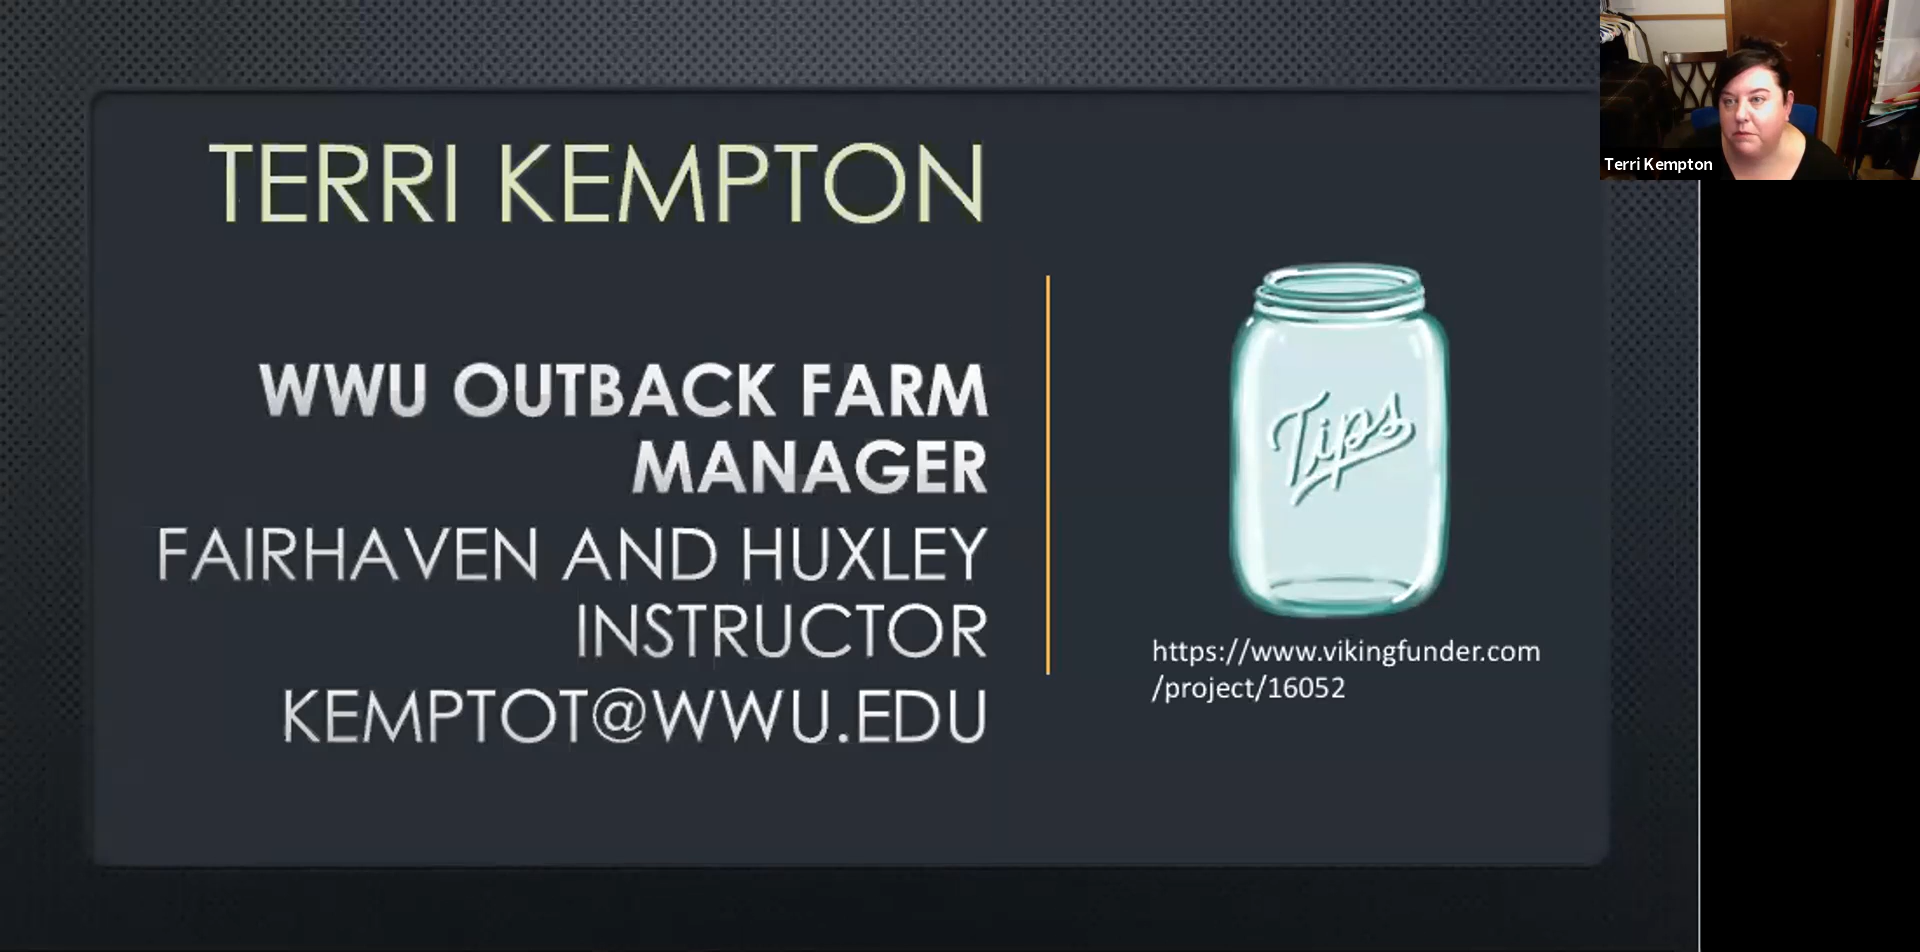 TERRI KEMPTON
WWU OUTBACK FARM
MANAGER
FAIRHAVEN AND HUXLEY
INSTRUCTOR
KEMPTOT@WWU.EDU
Tips
https://www.vikingfunder.com
/project/16052
Terri Kempton